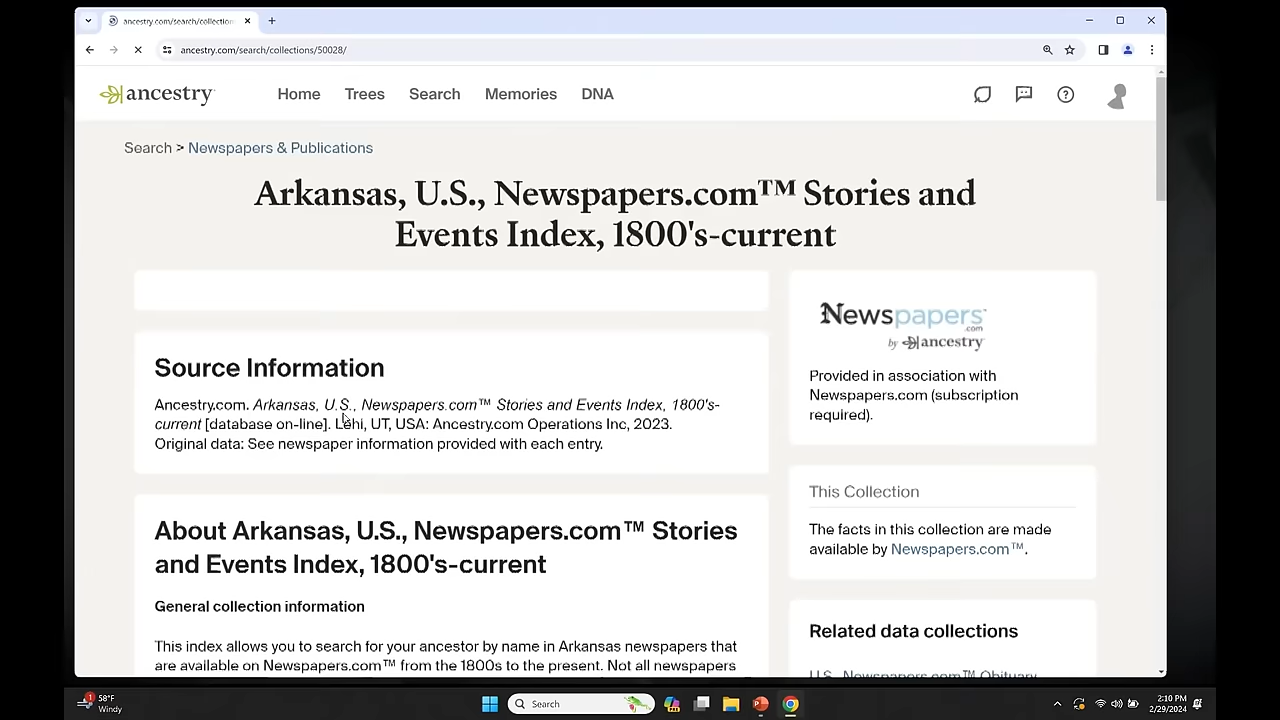 ancestry.com/search/collection
ancestry.com/search/collections/50028/
ancestry
Home
Trees
Search
Memories
DNA
Search > Newspapers & Publications
Arkansas, U.S., Newspapers.com™ Stories and
Events Index, 1800's-current
Source Information
Ancestry.com. Arkansas, U.S., Newspapers.com™ Stories and Events Index, 1800's-
current [database on-line]. Lehi, UT, USA: Ancestry.com Operations Inc, 2023.
Original data: See newspaper information provided with each entry.
About Arkansas, U.S., Newspapers.com™ Stories
and Events Index, 1800's-current
General collection information
This index allows you to search for your ancestor by name in Arkansas newspapers that
are available on Newspapers.com™ from the 1800s to the present. Not all newspapers
Newspapers™
.com
by ancestry
Provided in association with
Newspapers.com (subscription
required).
This Collection
The facts in this collection are made
available by Newspapers.com™.
Related data collections
U.S., Newspapers.com™ Obituary
1
58°F
Windy
Search
2:10 PM
2/29/2024